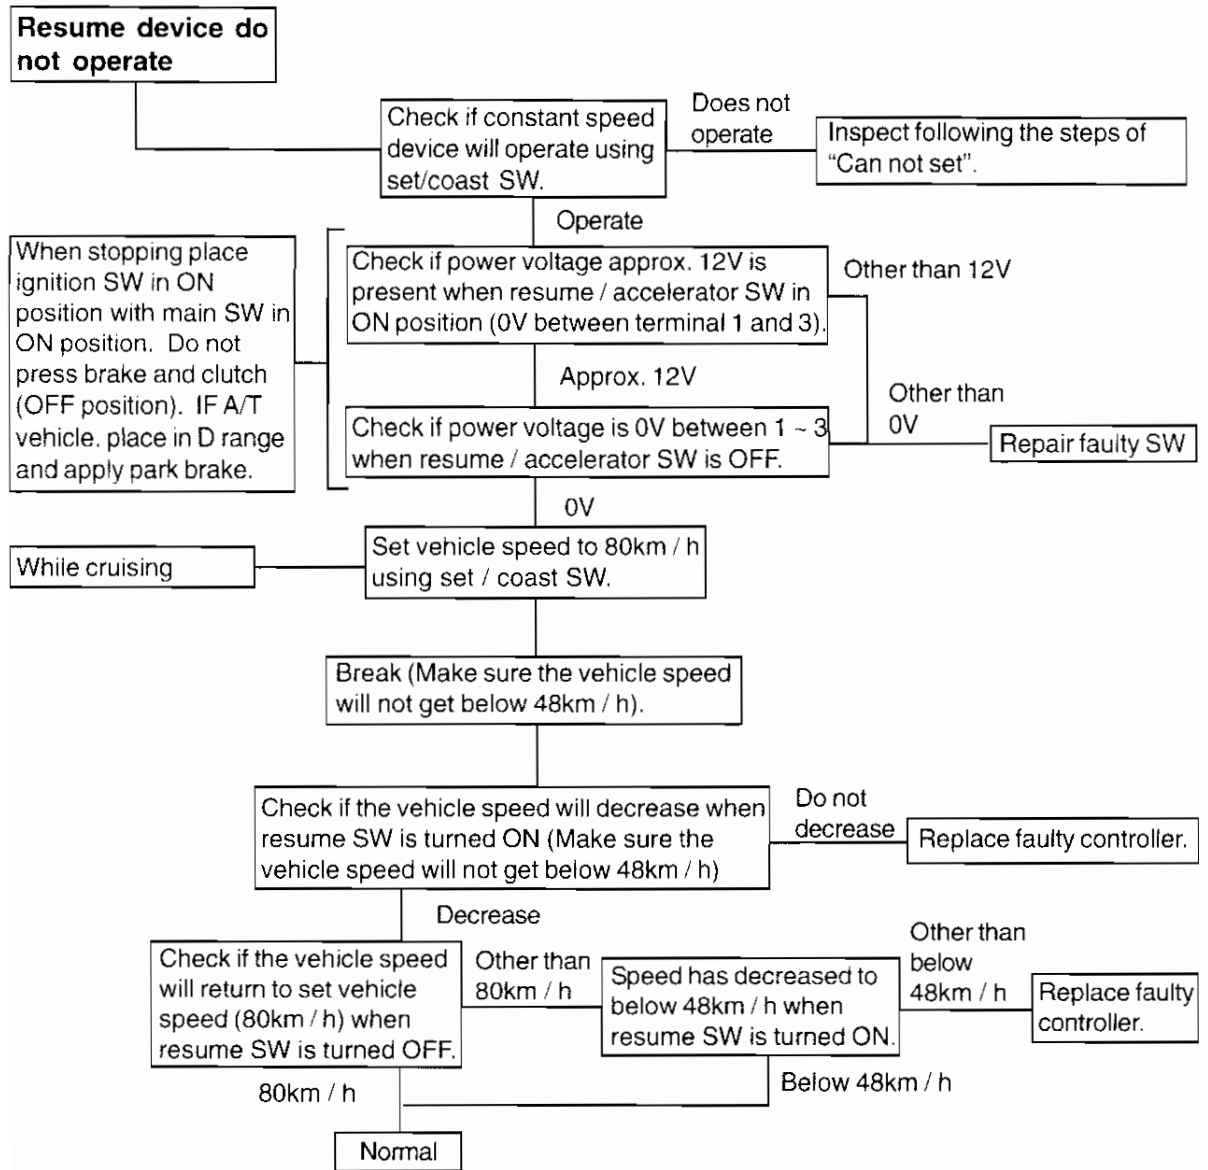 Resume device do
not operate
Check if constant speed
device will operate using
set/coast SW.
Does not
operate
Inspect following the steps of
“Can not set”.
Operate
When stopping place
ignition SW in ON
position with main SW in
ON position. Do not
press brake and clutch
(OFF position). IF A/T
vehicle. place in D range
and apply park brake.
Check if power voltage approx. 12V is
present when resume / accelerator SW in
ON position (0V between terminal 1 and 3).
Other than 12V
Approx. 12V
Check if power voltage is 0V between 1 ~ 3
when resume / accelerator SW is OFF.
Other than
0V
Repair faulty SW
0V
While cruising
Set vehicle speed to 80km / h
using set / coast SW.
Break (Make sure the vehicle speed
will not get below 48km / h).
Check if the vehicle speed will decrease when
resume SW is turned ON (Make sure the
vehicle speed will not get below 48km / h)
Do not
decrease
Replace faulty controller.
Decrease
Check if the vehicle speed
will return to set vehicle
speed (80km / h) when
resume SW is turned OFF.
Other than
80km / h
Speed has decreased to
below 48km / h when
resume SW is turned ON.
Other than
below
48km / h
Replace faulty
controller.
80km / h
Below 48km / h
Normal